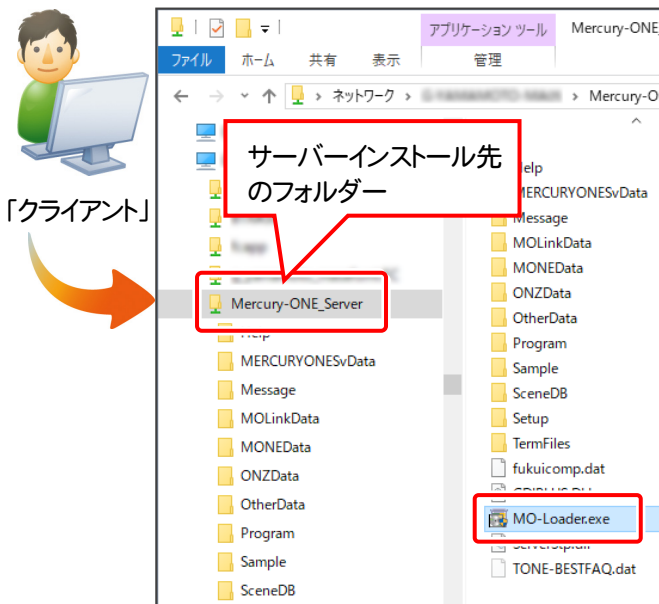 アプリケーション ツール
Mercury-ONE_
ファイル
ホーム
共有
表示
管理
ネットワーク
Mercury-O
「クライアント」
サーバーインストール先
のフォルダー
Mercury-ONE_Server
Help
MERCURYONESvData
Message
MOLinkData
MONEData
ONZData
OtherData
Program
Sample
SceneDB
elp
MERCURYONESvData
Message
MOLinkData
MONEData
ONZData
OtherData
Program
Sample
SceneDB
Setup
TermFiles
fukuicomp.dat
MO-Loader.exe
TONE-BESTFAQ.dat